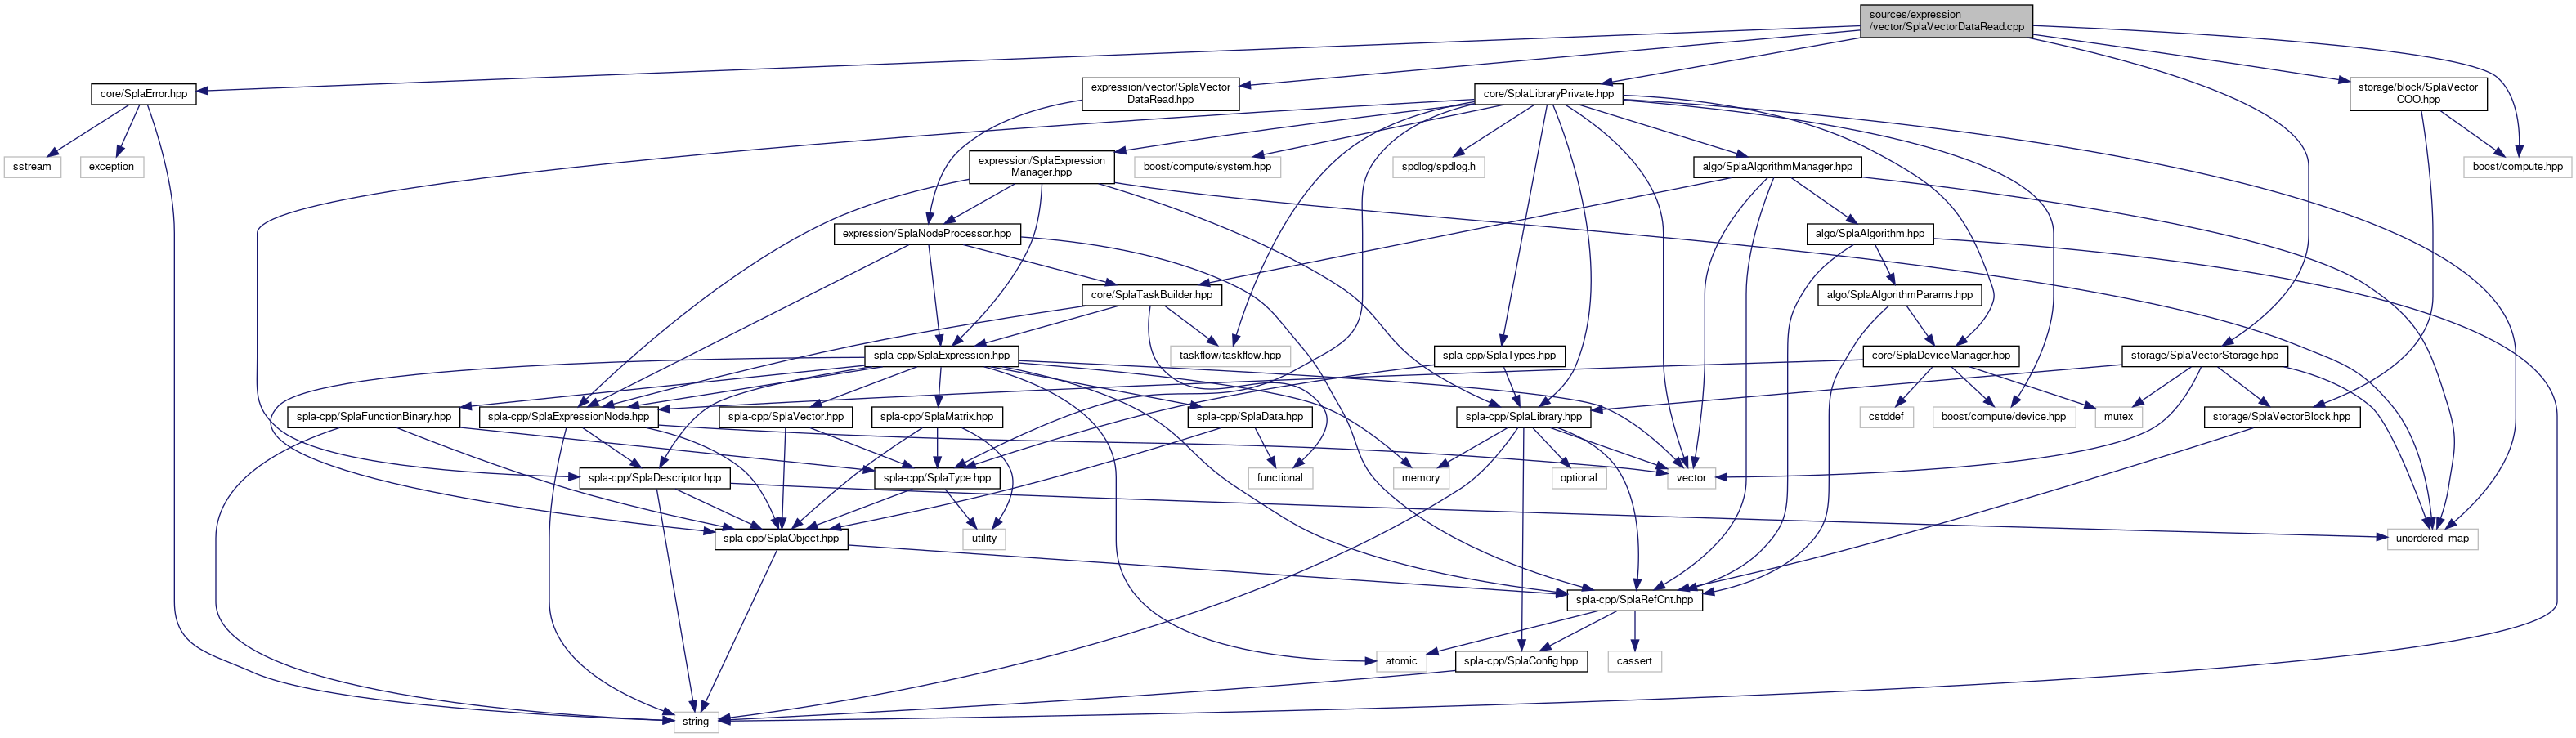 sources/expression
/vector/SplaVectorDataRead.cpp
core/SplaError.hpp
expression/vector/SplaVector
DataRead.hpp
core/SplaLibraryPrivate.hpp
storage/block/SplaVector
COO.hpp
sstream
exception
expression/SplaExpression
Manager.hpp
boost/compute/system.hpp
spdlog/spdlog.h
algo/SplaAlgorithmManager.hpp
boost/compute.hpp
expression/SplaNodeProcessor.hpp
algo/SplaAlgorithm.hpp
core/SplaTaskBuilder.hpp
algo/SplaAlgorithmParams.hpp
spla-cpp/SplaExpression.hpp
taskflow/taskflow.hpp
spla-cpp/SplaTypes.hpp
core/SplaDeviceManager.hpp
storage/SplaVectorStorage.hpp
spla-cpp/SplaFunctionBinary.hpp
spla-cpp/SplaExpressionNode.hpp
spla-cpp/SplaVector.hpp
spla-cpp/SplaMatrix.hpp
spla-cpp/SplaData.hpp
spla-cpp/SplaLibrary.hpp
cstddef
boost/compute/device.hpp
mutex
storage/SplaVectorBlock.hpp
spla-cpp/SplaDescriptor.hpp
spla-cpp/SplaType.hpp
functional
memory
optional
vector
spla-cpp/SplaObject.hpp
utility
unordered_map
spla-cpp/SplaRefCnt.hpp
atomic
spla-cpp/SplaConfig.hpp
cassert
string